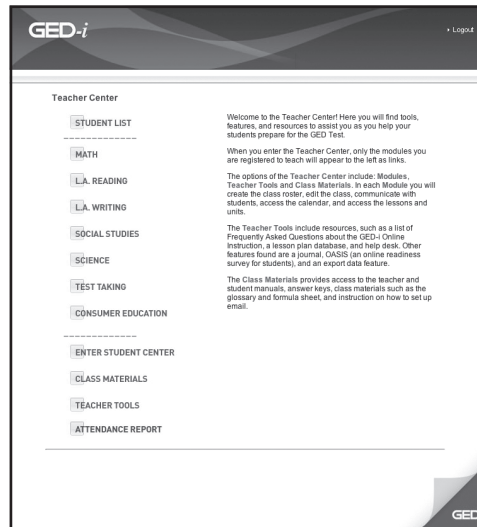 GED-i
Logout
Teacher Center
STUDENT LIST
MATH
L.A. READING
L.A. WRITING
SOCIAL STUDIES
SCIENCE
TEST TAKING
CONSUMER EDUCATION
ENTER STUDENT CENTER
CLASS MATERIALS
TEACHER TOOLS
ATTENDANCE REPORT
Welcome to the Teacher Center! Here you will find tools,
features, and resources to assist you as you help your
students prepare for the GED Test.
When you enter the Teacher Center, only the modules you
are registered to teach will appear to the left as links.
The options of the Teacher Center include: Modules,
Teacher Tools and Class Materials. In each Module you will
create the class roster, edit the class, communicate with
students, access the calendar, and access the lessons and
units.
The Teacher Tools include resources, such as a list of
Frequently Asked Questions about the GED-i Online
Instruction, a lesson plan database, and help desk. Other
features found are a journal, OASIS (an online readiness
survey for students), and an export data feature.
The Class Materials provides access to the teacher and
student manuals, answer keys, class materials such as the
glossary and formula sheet, and instruction on how to set up
email.
GED